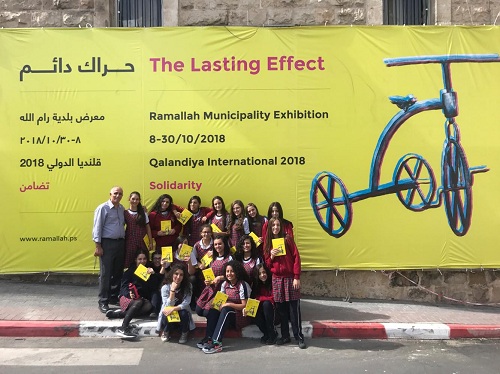 حراك دائم
The Lasting Effect
معرض بلدية رام الله
Ramallah Municipality Exhibition
٨-٢٠١٨/١٠/٣٠
8-30/10/2018
قلنديا الدولي 2018
Qalandiya International 2018
تضامن
Solidarity
www.ramallah.ps